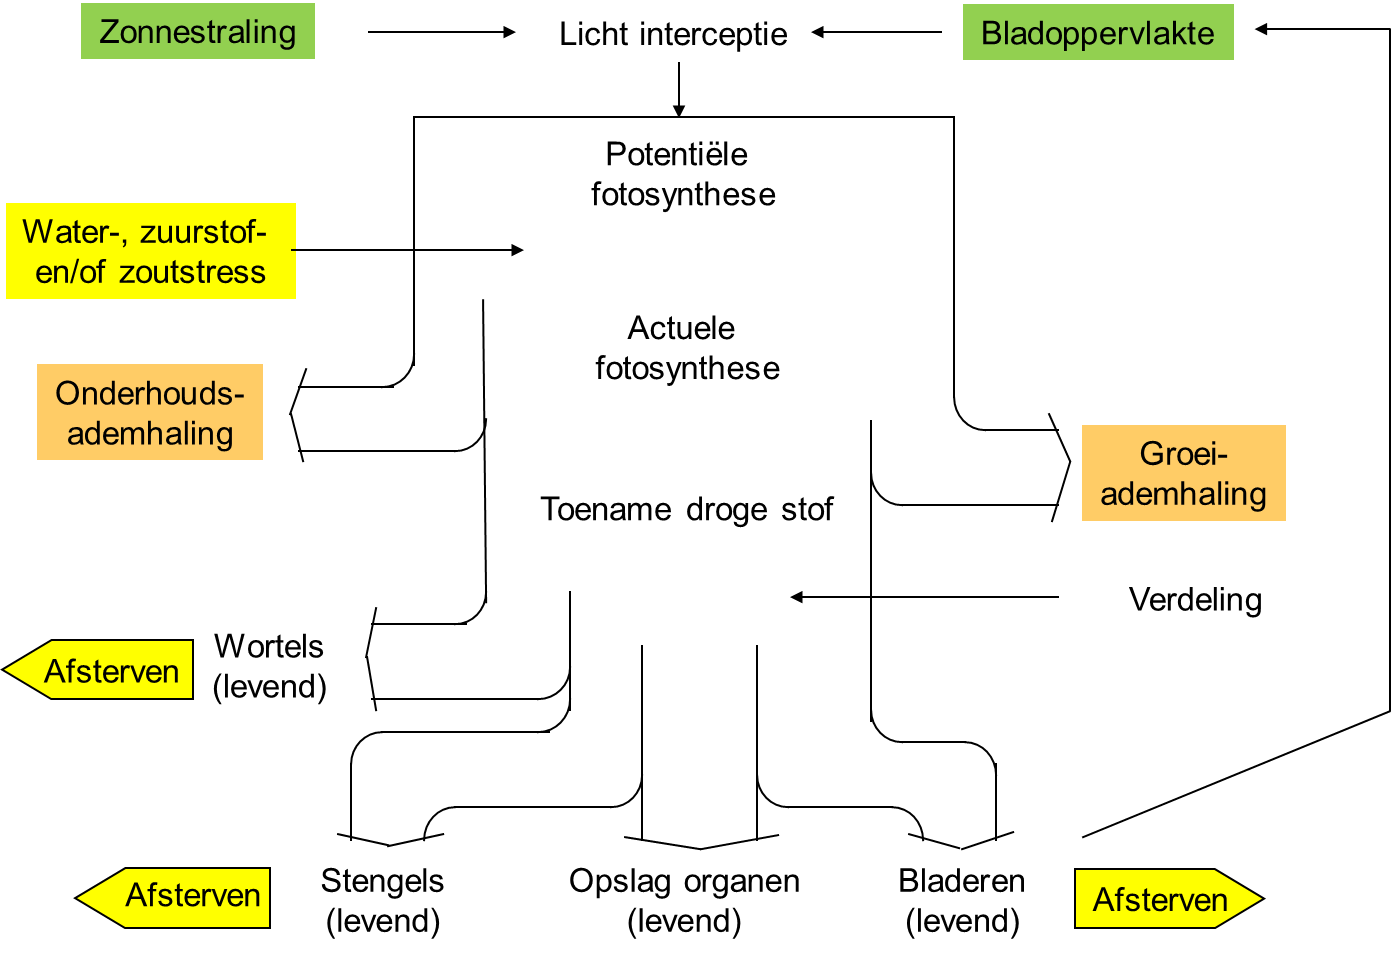 Zonnestraling
Licht interceptie
Bladoppervlakte
Potentiële
fotosynthese
Water-, zuurstof-
en/of zoutstress
Actuele
fotosynthese
Onderhouds-
ademhaling
Groei-
ademhaling
Toename droge stof
Verdeling
Wortels
(levend)
Afsterven
Afsterven
Stengels
(levend)
Opslag organen
(levend)
Bladeren
(levend)
Afsterven